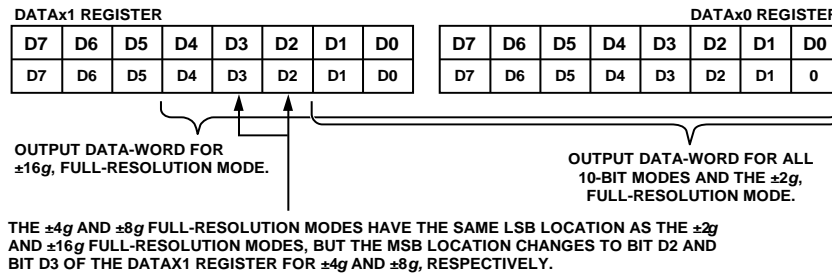 DATAx1 REGISTER
DATAx0 REGISTER
D7 D6 D5 D4 D3 D2 D1 D0
D7 D6 D5 D4 D3 D2 D1 D0
D7 D6 D5 D4 D3 D2 D1 D0
D7 D6 D5 D4 D3 D2 D1 0
OUTPUT DATA-WORD FOR
±16g, FULL-RESOLUTION MODE.
OUTPUT DATA-WORD FOR ALL
10-BIT MODES AND THE ±2g,
FULL-RESOLUTION MODE.
THE ±4g AND ±8g FULL-RESOLUTION MODES HAVE THE SAME LSB LOCATION AS THE ±2g
AND ±16g FULL-RESOLUTION MODES, BUT THE MSB LOCATION CHANGES TO BIT D2 AND
BIT D3 OF THE DATAX1 REGISTER FOR ±4g AND ±8g, RESPECTIVELY.